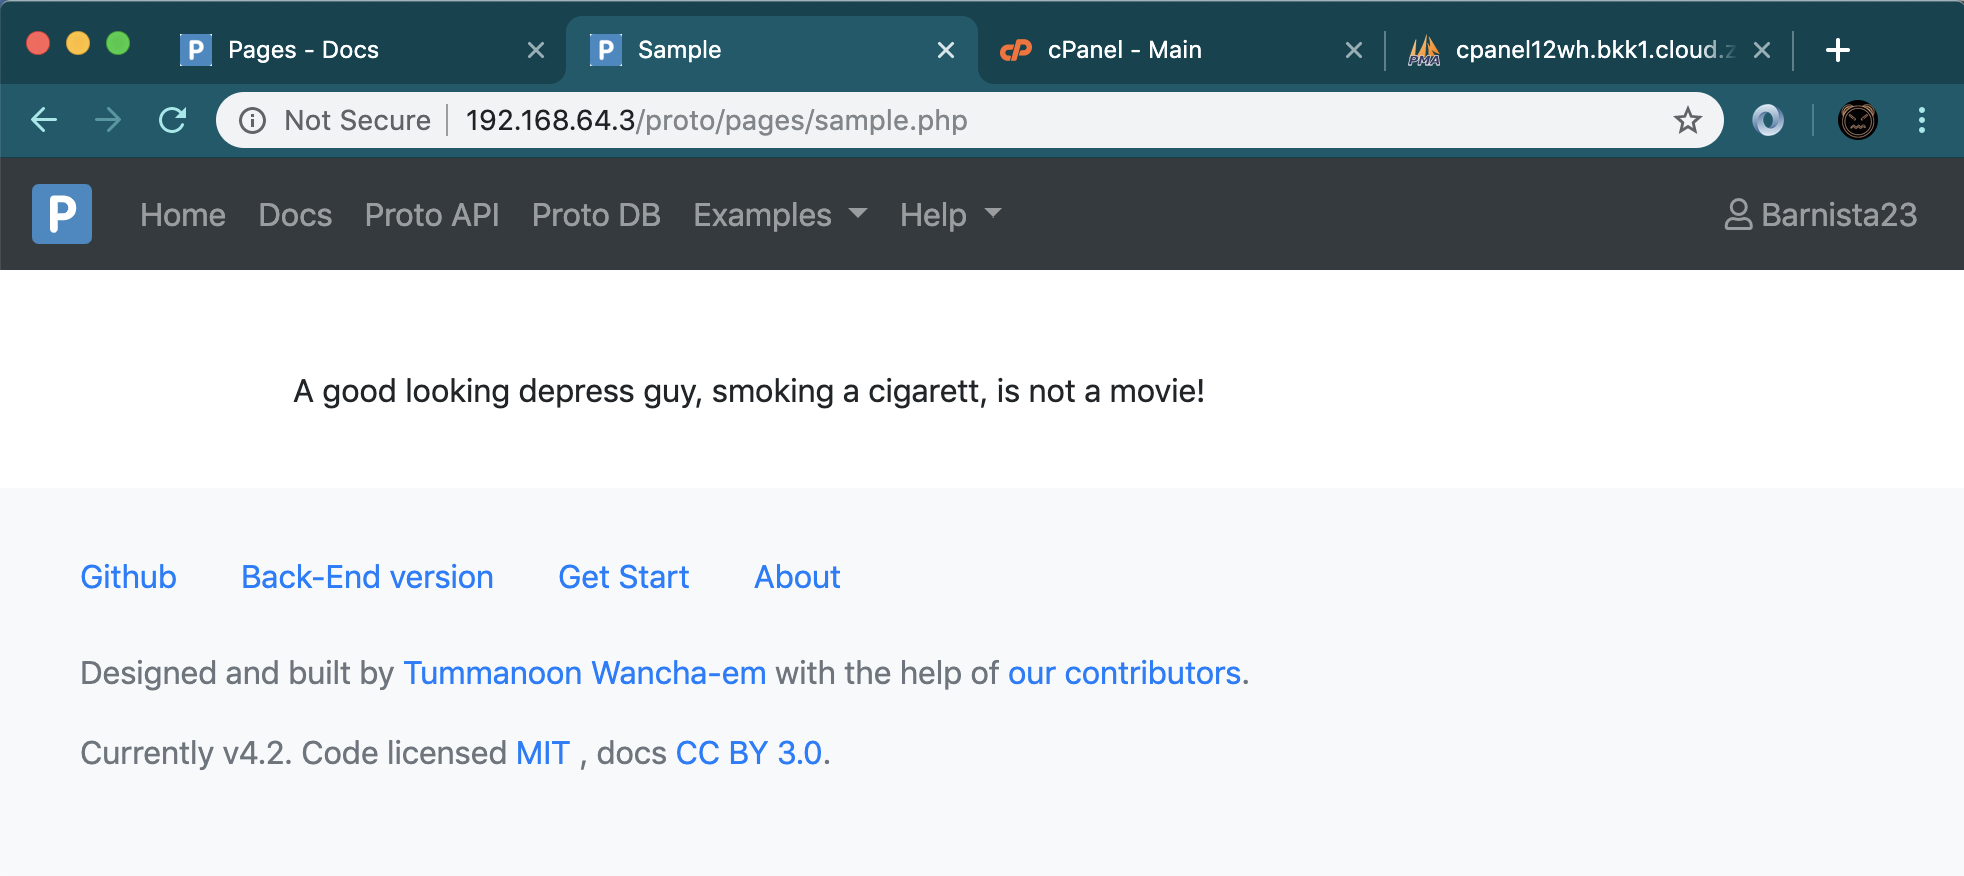 Pages - Docs
Sample
cPanel - Main
cpanel12wh.bkk1.cloud.z
Not Secure 192.168.64.3/proto/pages/sample.php
P Home Docs Proto API Proto DB Examples Help Barnista23
A good looking depress guy, smoking a cigarett, is not a movie!
Github Back-End version Get Start About
Designed and built by Tummanoon Wancha-em with the help of our contributors.
Currently v4.2. Code licensed MIT , docs CC BY 3.0.